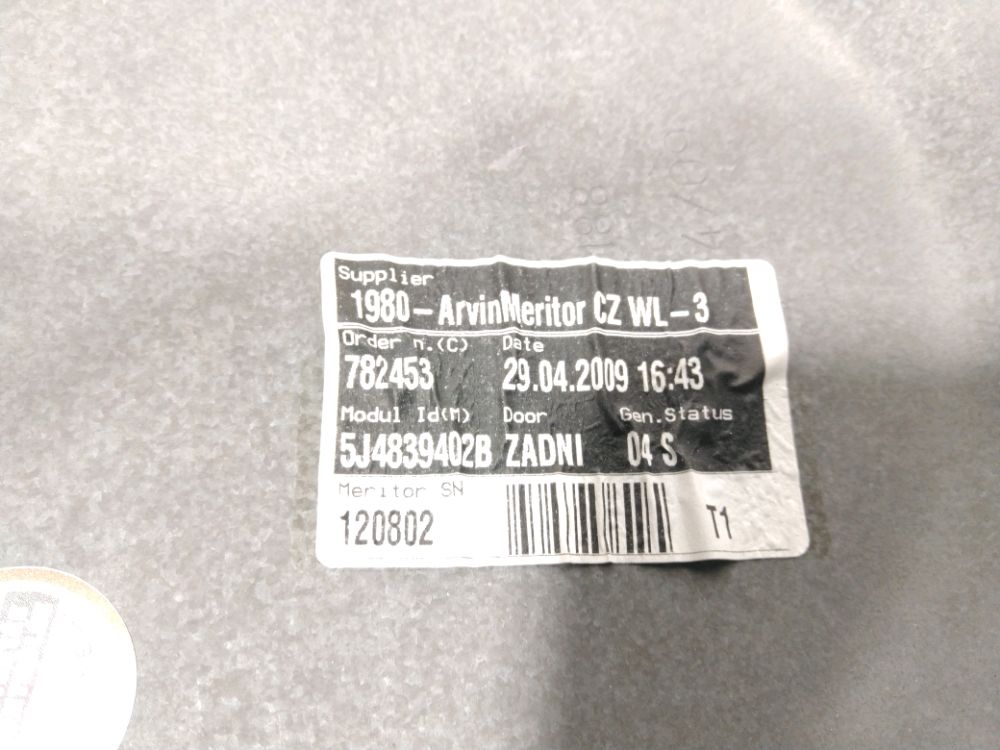 188
Supplier
1980-ArvinMeritor CZ WL-3
Order n.(C) Date
782453 29.04.2009 16:43
Modul Id(M) Door Gen.Status
5J4839402B ZADNI 04 S
Meritor SN
120802 T1